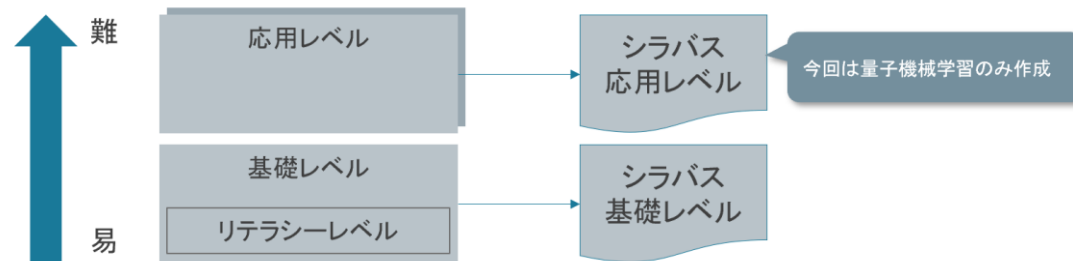 難
応用レベル
シラバス
応用レベル
今回は量子機械学習のみ作成
基礎レベル
リテラシーレベル
シラバス
基礎レベル
易